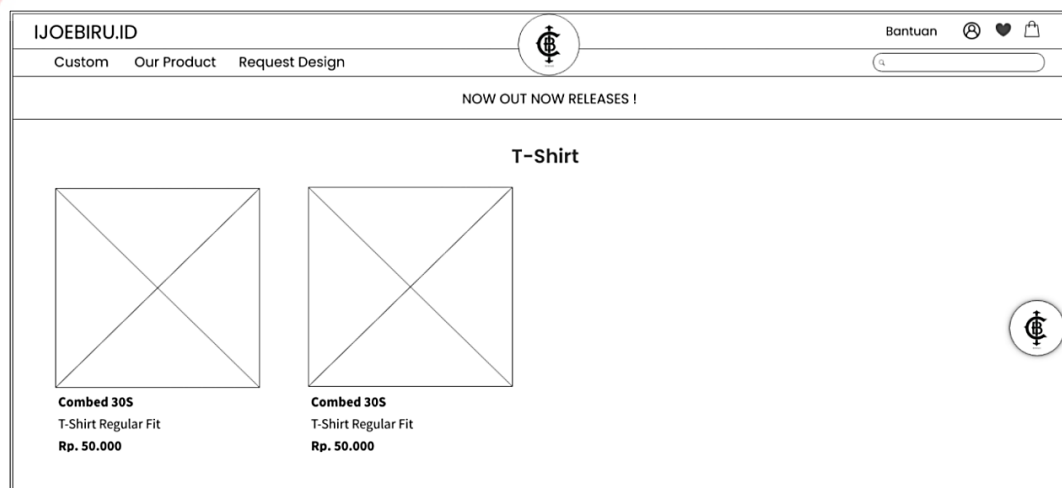 IJOEBIRU.ID
Bantuan
Custom Our Product Request Design
NOW OUT NOW RELEASES !
T-Shirt
Combed 30S
T-Shirt Regular Fit
Rp. 50.000
Combed 30S
T-Shirt Regular Fit
Rp. 50.000